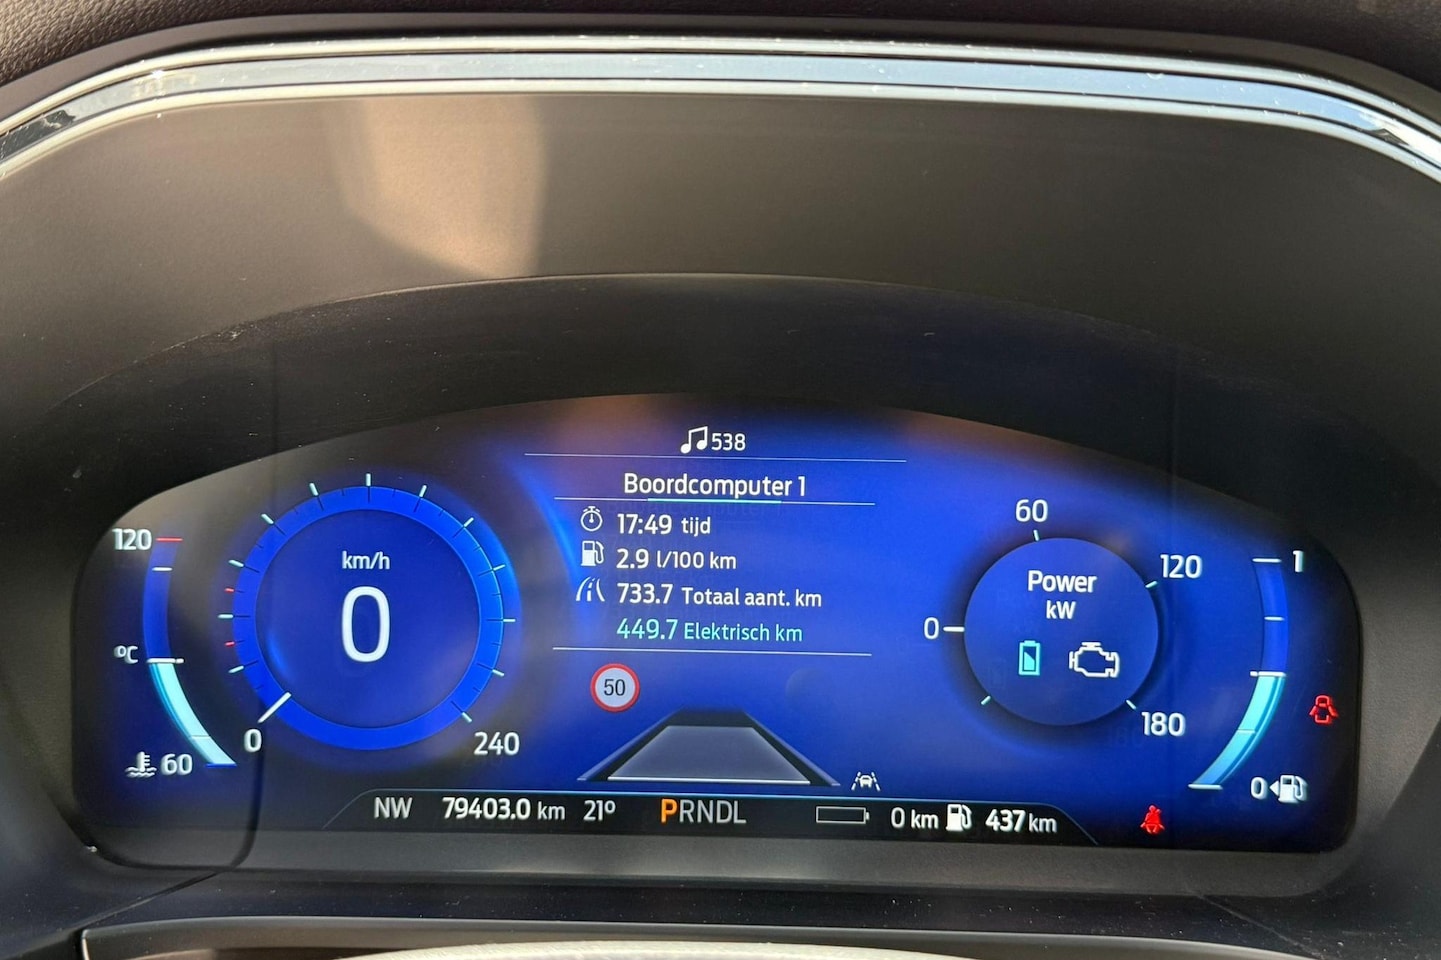 538
Boordcomputer 1
17:49 tijd
2.9 l/100 km
733.7 Totaal aant. km
449.7 Elektrisch km
50
120
°C
60
km/h
0
0
240
60
120
Power
kW
0
180
1
0
NW 79403.0 km 21° PRNDL 0 km 437 km